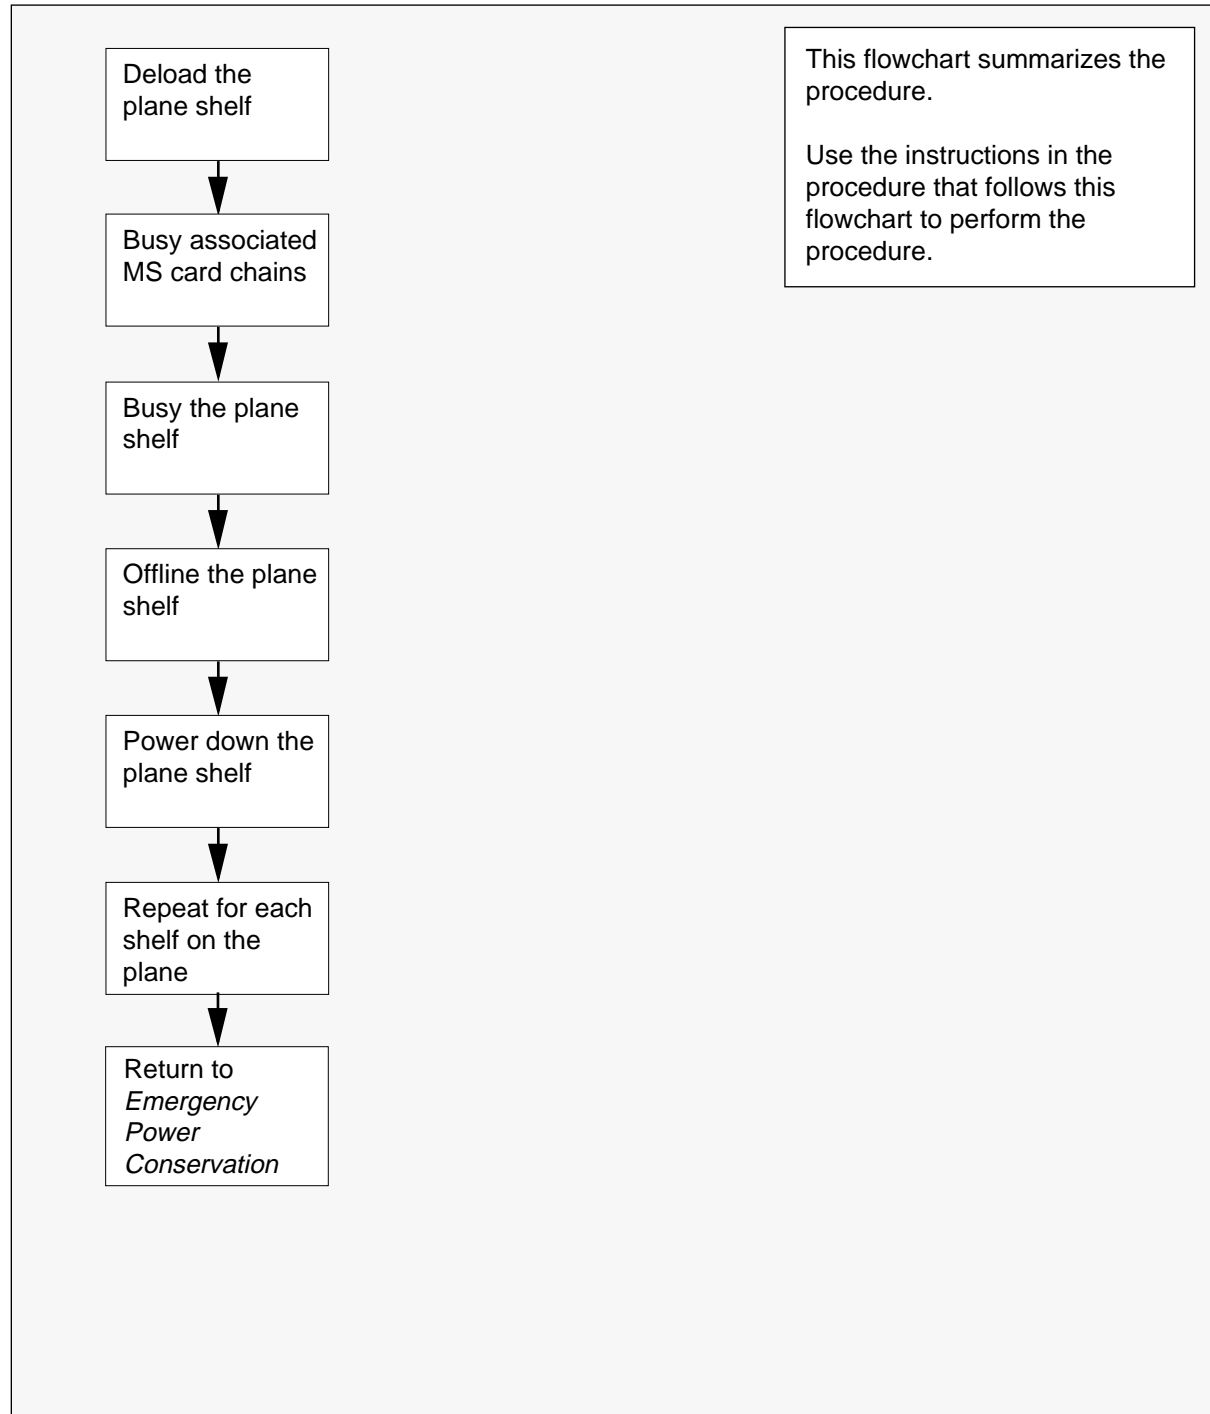 Deload the
plane shelf
Busy associated
MS card chains
Busy the plane
shelf
Offline the plane
shelf
Power down the
plane shelf
Repeat for each
shelf on the
plane
Return to
Emergency
Power
Conservation
This flowchart summarizes the
procedure.
Use the instructions in the
procedure that follows this
flowchart to perform the
procedure.